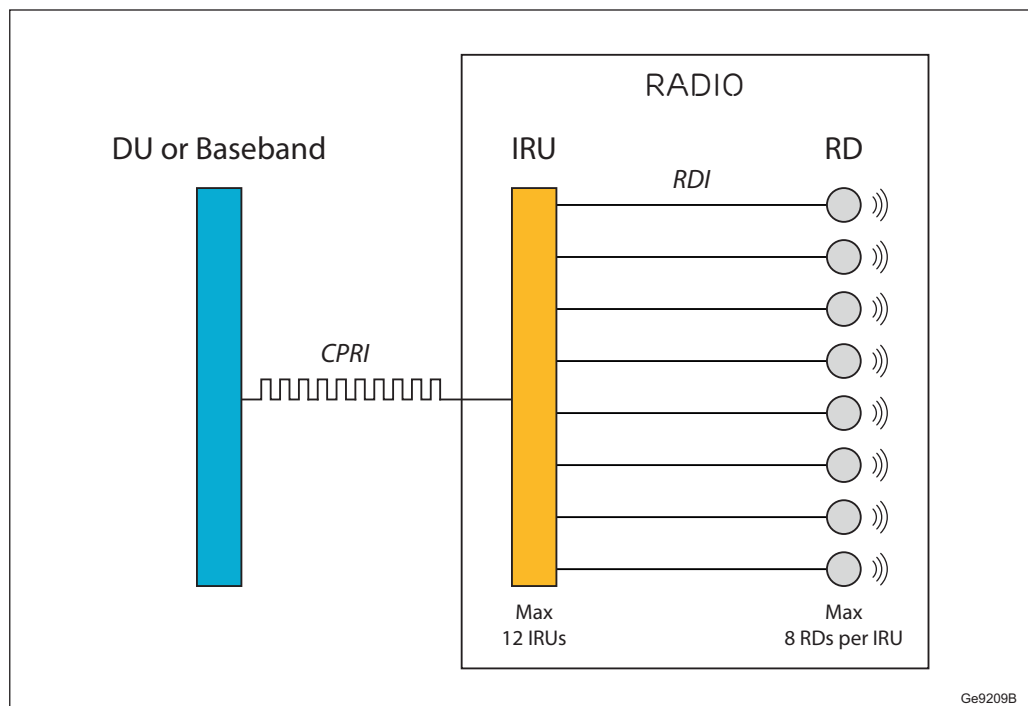 RADIO
DU or Baseband
IRU
RD
RDI
CPRI
Max
12 IRUs
Max
8 RDs per IRU
Ge9209B